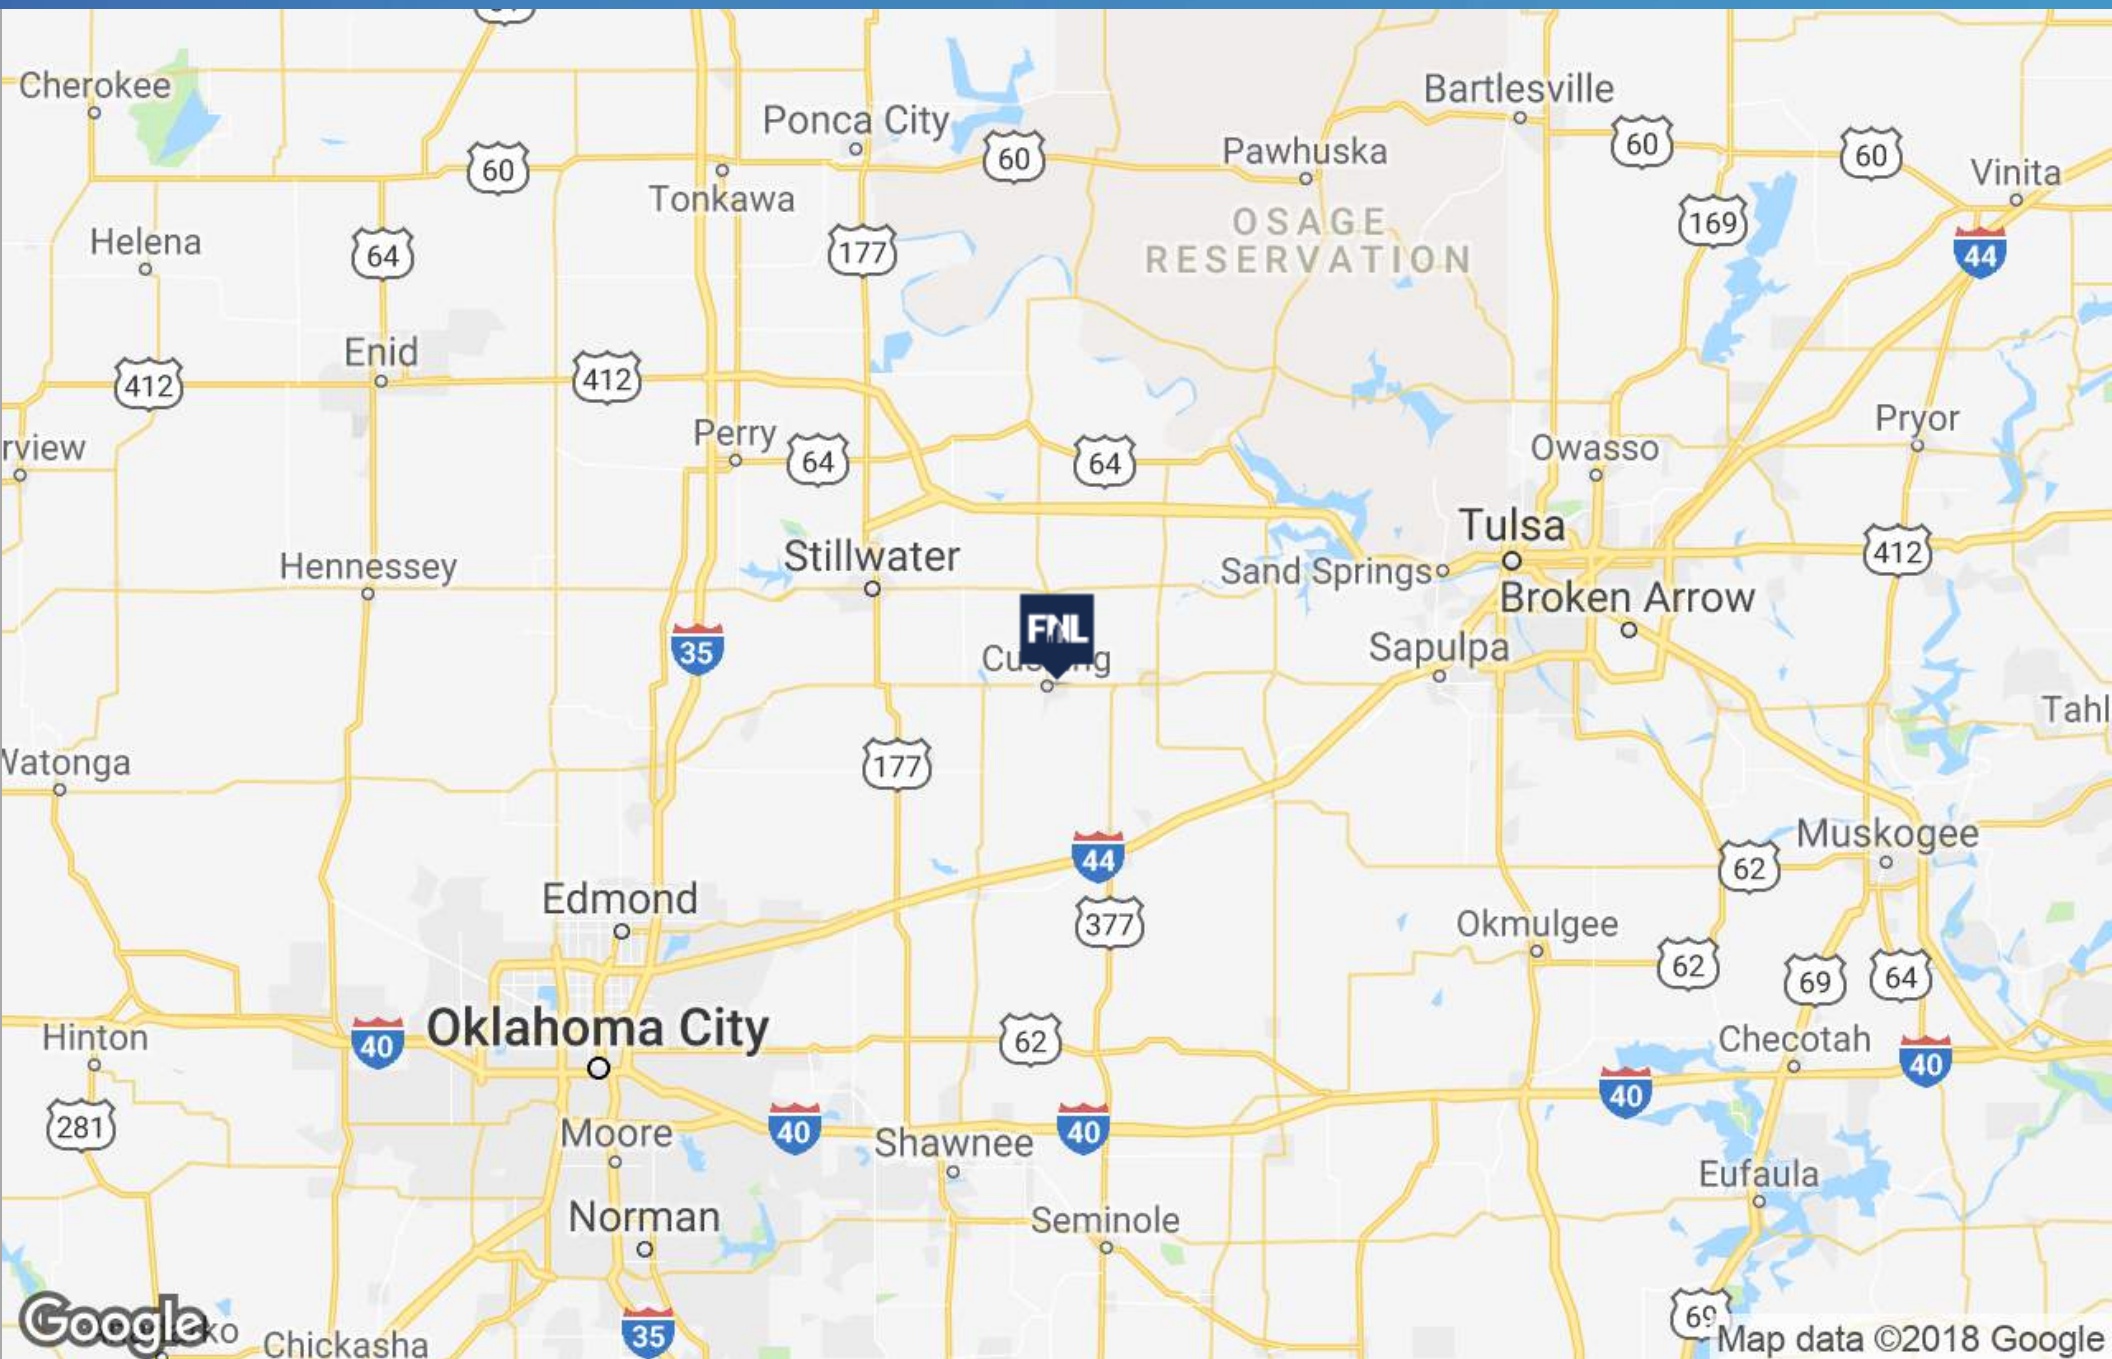 Cherokee
Bartlesville
Ponca City
60
60
Pawhuska
60
60
Vinita
Tonkawa
OSAGE
RESERVATION
169
Helena
64
177
44
Enid
412
412
Pryor
Perry
64
64
rview
Owasso
Tulsa
Stillwater
412
Hennessey
Sand Springs
Broken Arrow
FNL
35
Sapulpa
Tahl
177
Watonga
44
Muskogee
62
Edmond
377
Okmulgee
62
69
64
Oklahoma City
Hinton
40
62
Checotah
40
40
281
Moore
40
Shawnee
40
Eufaula
Norman
Seminole
69
Google
Chickasha
35
Map data ©2018 Google